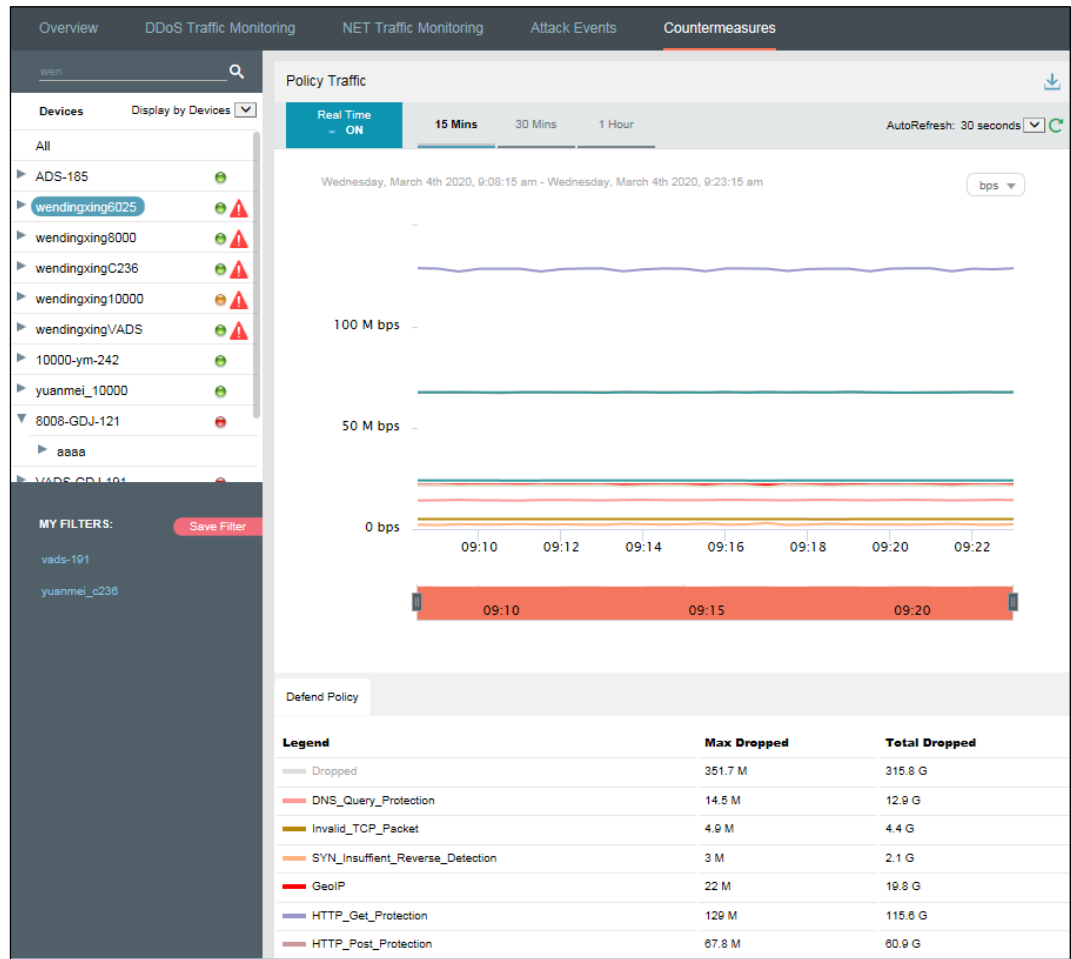 Overview DDoS Traffic Monitoring NET Traffic Monitoring Attack Events Countermeasures
wen
Devices Display by Devices
All
ADS-185
wendingxing6025
wendingxing8000
wendingxingC236
wendingxing10000
wendingxingVADS
10000-ym-242
yuanmei_10000
8008-GDJ-121
aaaa
VADS-GDJ-191
MY FILTERS: Save Filter
vads-191
yuanmei_c236
Policy Traffic
Real Time
– ON
15 Mins 30 Mins 1 Hour AutoRefresh: 30 seconds
Wednesday, March 4th 2020, 9:08:15 am - Wednesday, March 4th 2020, 9:23:15 am
bps
100 M bps
50 M bps
0 bps
09:10 09:12 09:14 09:16 09:18 09:20 09:22
09:10 09:15 09:20
Defend Policy
Legend Max Dropped Total Dropped
Dropped 351.7 M 315.8 G
DNS_Query_Protection 14.5 M 12.9 G
Invalid_TCP_Packet 4.9 M 4.4 G
SYN_Insuffient_Reverse_Detection 3 M 2.1 G
GeoIP 22 M 19.8 G
HTTP_Get_Protection 129 M 115.6 G
HTTP_Post_Protection 67.8 M 60.9 G